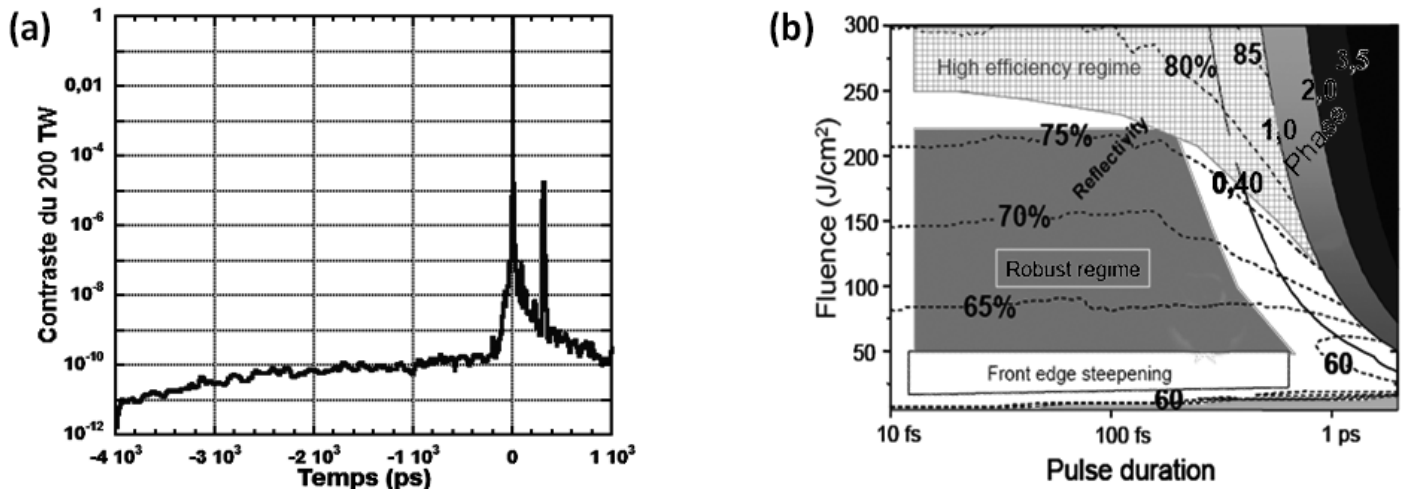 (a)
Contraste du 200 TW
1
0,01
10-4
10-6
10-8
10-10
10-12
-4 10³
-3 10³
-2 10³
-1 10³
0
1 10³
Temps (ps)
(b)
Fluence (J/cm²)
300
250
200
150
100
50
High efficiency regime
80%
85
2,0
3,5
1,0
Phase
75%
Reflectivity
0,40
70%
Robust regime
65%
60
Front edge steepening
60
10 fs
100 fs
1 ps
Pulse duration